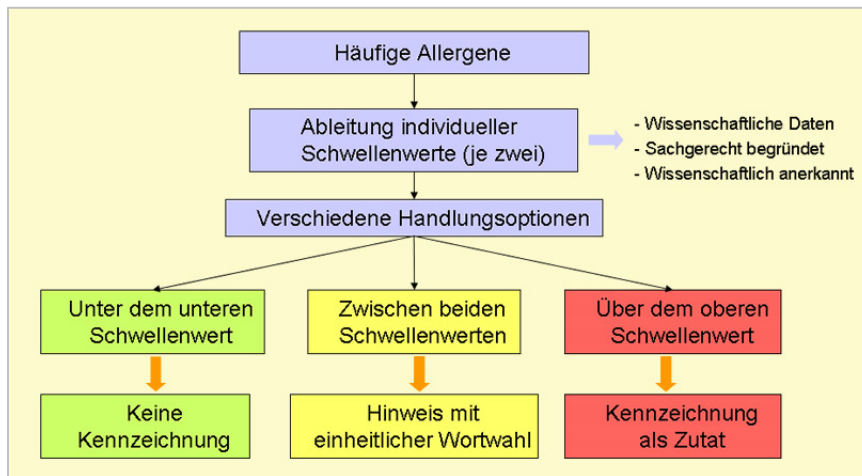 Häufige Allergene
Ableitung individueller
Schwellenwerte (je zwei)
- Wissenschaftliche Daten
- Sachgerecht begründet
- Wissenschaftlich anerkannt
Verschiedene Handlungsoptionen
Unter dem unteren
Schwellenwert
Zwischen beiden
Schwellenwerten
Über dem oberen
Schwellenwert
Keine
Kennzeichnung
Hinweis mit
einheitlicher Wortwahl
Kennzeichnung
als Zutat